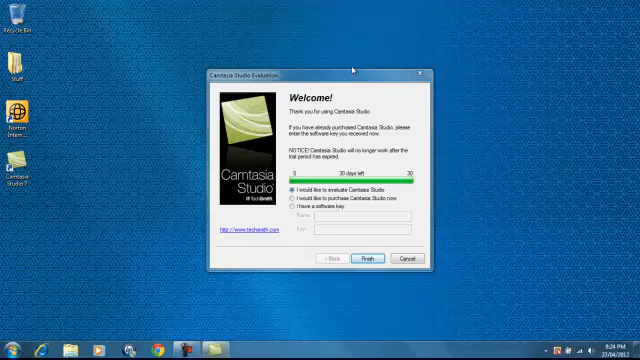 Recycle Bin
Stuff
Norton
Intern...
Camtasia
Studio 7
Camtasia Studio Evaluation
Camtasia
Studio
TechSmith
http://www.techsmith.com
Welcome!
Thank you for using Camtasia Studio.
If you have already purchased Camtasia Studio, please
enter the software key you received now.
NOTICE! Camtasia Studio will no longer work after the
trial period has expired.
0 30 days left 30
I would like to evaluate Camtasia Studio
I would like to purchase Camtasia Studio now
I have a software key:
Name:
Key:
< Back Finish Cancel
8:24 PM
27/04/2012